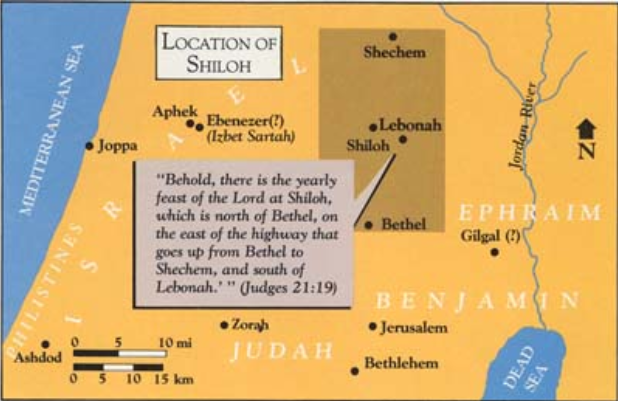 LOCATION OF
SHILOH
MEDITERRANEAN SEA
Shechem
ISRAEL
Aphek
Ebenezer(?)
(Izbet Sartah)
Lebonah
Shiloh
Joppa
Jordan River
N
"Behold, there is the yearly
feast of the Lord at Shiloh,
which is north of Bethel, on
the east of the highway that
goes up from Bethel to
Shechem, and south of
Lebonah.' " (Judges 21:19)
Bethel
EPHRAIM
Gilgal (?)
PHILISTINES
BENJAMIN
Zorah
Jerusalem
JUDAH
Bethlehem
Ashdod
0 5 10 mi
0 5 10 15 km
DEAD
SEA